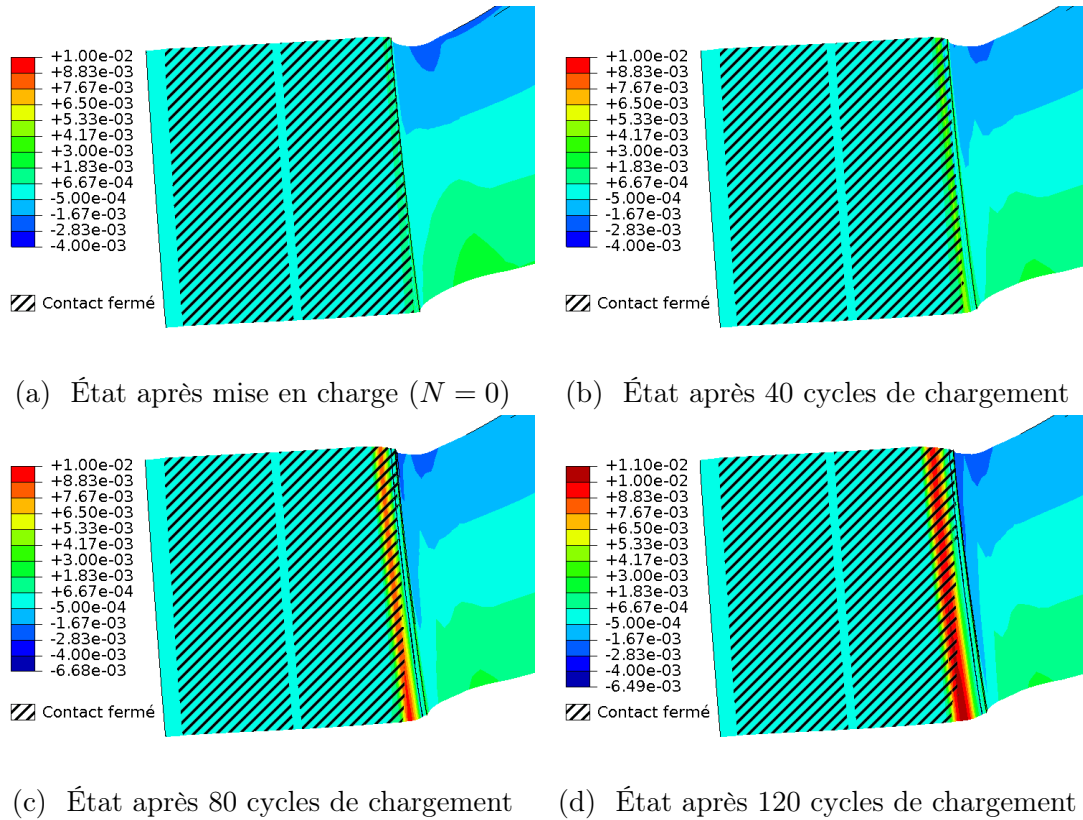 +1.00e-02
+8.83e-03
+7.67e-03
+6.50e-03
+5.33e-03
+4.17e-03
+3.00e-03
+1.83e-03
+6.67e-04
-5.00e-04
-1.67e-03
-2.83e-03
-4.00e-03
Contact fermé
(a) État après mise en charge (N = 0)
+1.00e-02
+8.83e-03
+7.67e-03
+6.50e-03
+5.33e-03
+4.17e-03
+3.00e-03
+1.83e-03
+6.67e-04
-5.00e-04
-1.67e-03
-2.83e-03
-4.00e-03
Contact fermé
(b) État après 40 cycles de chargement
+1.00e-02
+8.83e-03
+7.67e-03
+6.50e-03
+5.33e-03
+4.17e-03
+3.00e-03
+1.83e-03
+6.67e-04
-5.00e-04
-1.67e-03
-2.83e-03
-4.00e-03
-6.68e-03
Contact fermé
(c) État après 80 cycles de chargement
+1.10e-02
+1.00e-02
+8.83e-03
+7.67e-03
+6.50e-03
+5.33e-03
+4.17e-03
+3.00e-03
+1.83e-03
+6.67e-04
-5.00e-04
-1.67e-03
-2.83e-03
-4.00e-03
-6.49e-03
Contact fermé
(d) État après 120 cycles de chargement